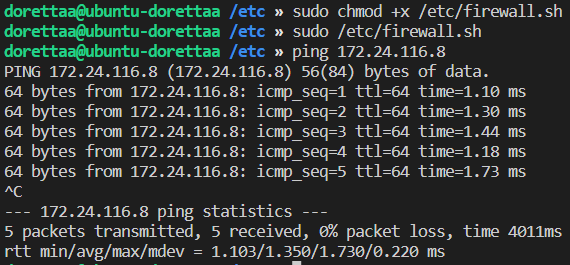 dorettaa@ubuntu-dorettaa /etc » sudo chmod +x /etc/firewall.sh
dorettaa@ubuntu-dorettaa /etc » sudo /etc/firewall.sh
dorettaa@ubuntu-dorettaa /etc » ping 172.24.116.8
PING 172.24.116.8 (172.24.116.8) 56(84) bytes of data.
64 bytes from 172.24.116.8: icmp_seq=1 ttl=64 time=1.10 ms
64 bytes from 172.24.116.8: icmp_seq=2 ttl=64 time=1.30 ms
64 bytes from 172.24.116.8: icmp_seq=3 ttl=64 time=1.44 ms
64 bytes from 172.24.116.8: icmp_seq=4 ttl=64 time=1.18 ms
64 bytes from 172.24.116.8: icmp_seq=5 ttl=64 time=1.73 ms
^C
--- 172.24.116.8 ping statistics ---
5 packets transmitted, 5 received, 0% packet loss, time 4011ms
rtt min/avg/max/mdev = 1.103/1.350/1.730/0.220 ms